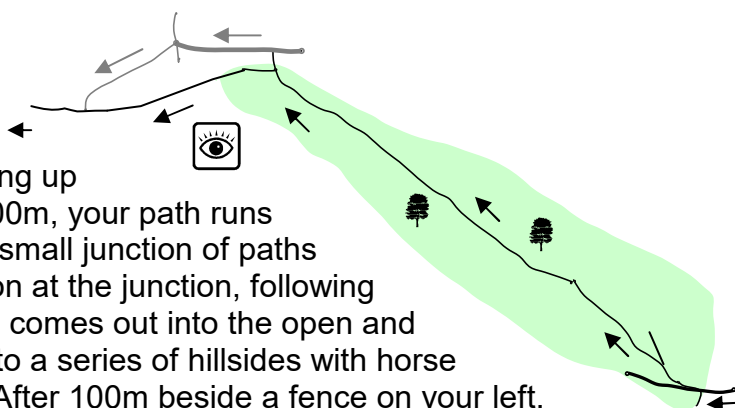 ng up
00m, your path runs
small junction of paths
on at the junction, following
comes out into the open and
to a series of hillsides with horse
After 100m beside a fence on your left.